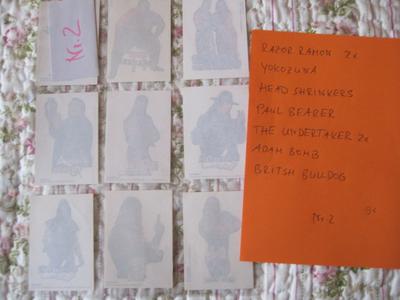 Nr. 2
RAZOR RAMON 2x
YOKOZUNA
HEAD SHRINKERS
PAUL BEARER
THE UNDERTAKER 2x
ADAM BOMB
BRITSH BULLDOG
Nr. 2